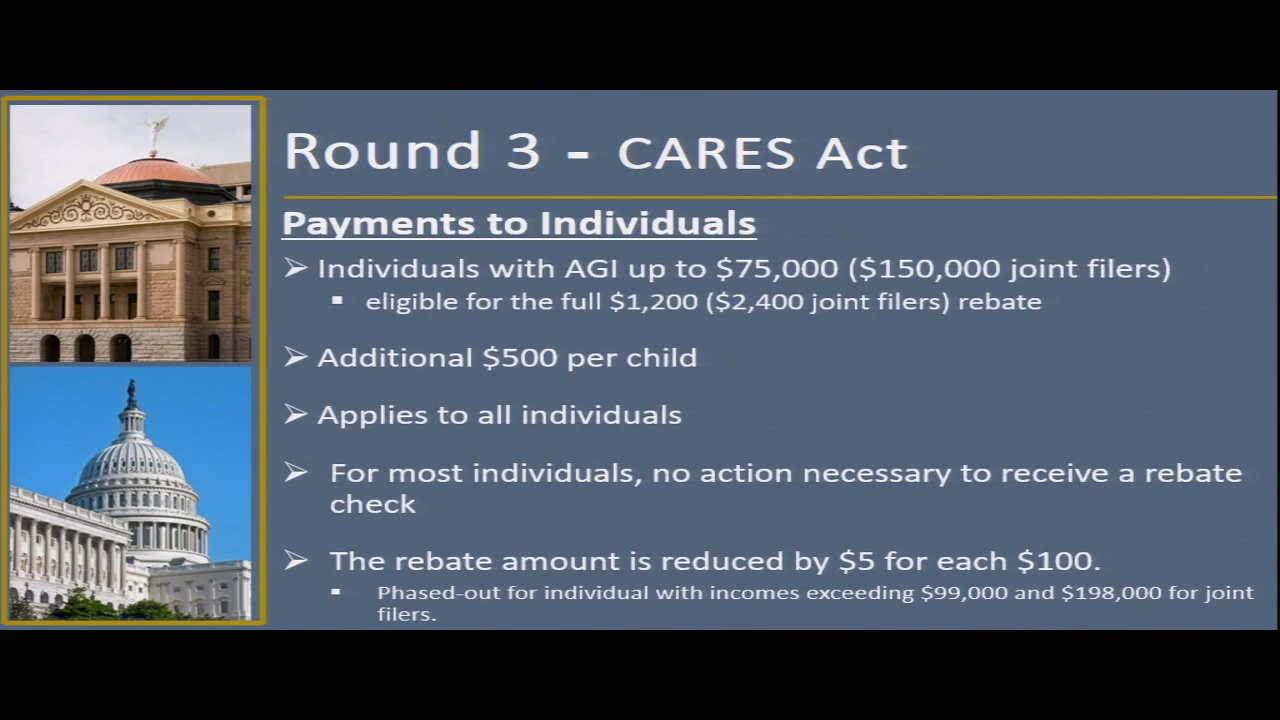 Round 3 - CARES Act
Payments to Individuals
➢ Individuals with AGI up to $75,000 ($150,000 joint filers)
▪ eligible for the full $1,200 ($2,400 joint filers) rebate
➢ Additional $500 per child
➢ Applies to all individuals
➢ For most individuals, no action necessary to receive a rebate
check
➢ The rebate amount is reduced by $5 for each $100.
▪ Phased-out for individual with incomes exceeding $99,000 and $198,000 for joint
filers.